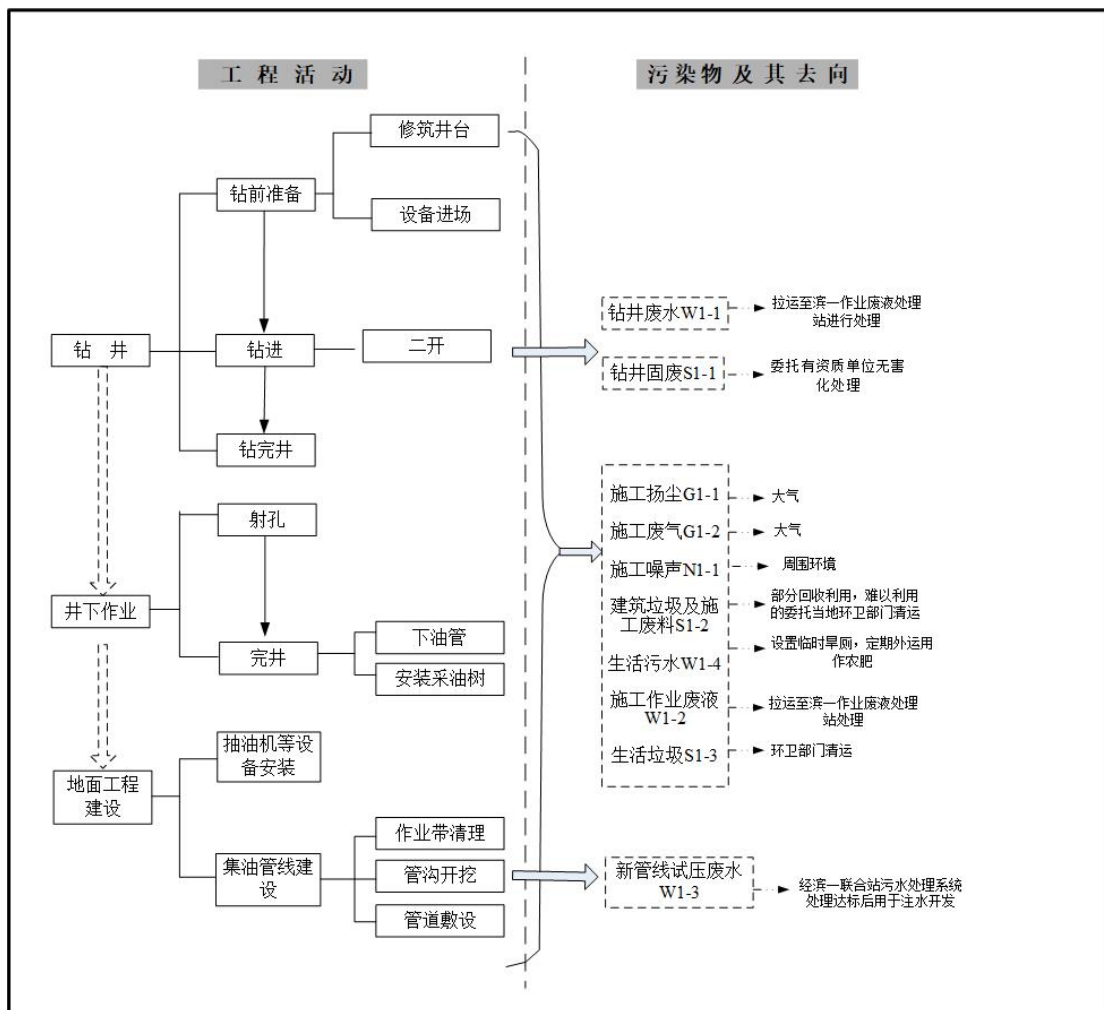 工程活动
污染物及其去向
修筑井台
钻前准备
设备进场
钻井
钻进
二开
钻完井
射孔
井下作业
完井
下油管
安装采油树
抽油机等设
备安装
地面工程
建设
作业带清理
集油管线建
设
管沟开挖
管道敷设
钻井废水W1-1
拉运至滨一作业废液处理
站进行处理
钻井固废S1-1
委托有资质单位无害
化处理
施工扬尘G1-1
大气
施工废气G1-2
大气
施工噪声N1-1
周围环境
建筑垃圾及施
工废料S1-2
部分回收利用，难以利用
的委托当地环卫部门清运
生活污水W1-4
设置临时旱厕，定期外运用
作农肥
施工作业废液
W1-2
拉运至滨一作业废液处理
站处理
生活垃圾S1-3
环卫部门清运
新管线试压废水
W1-3
经滨一联合站污水处理系统
处理达标后用于注水开发